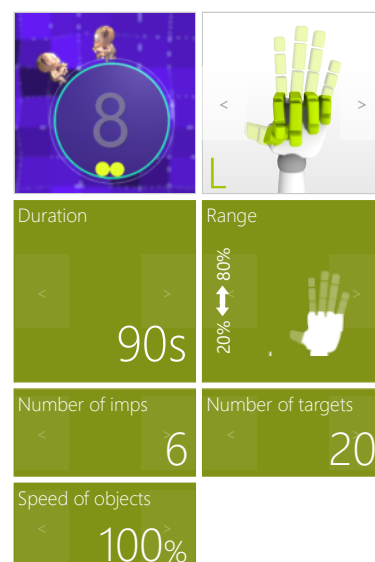 8
< >
L
Duration
< >
90s
Range
< >
20% ↔ 80%
Number of imps
< >
6
Number of targets
< >
20
Speed of objects
< >
100%